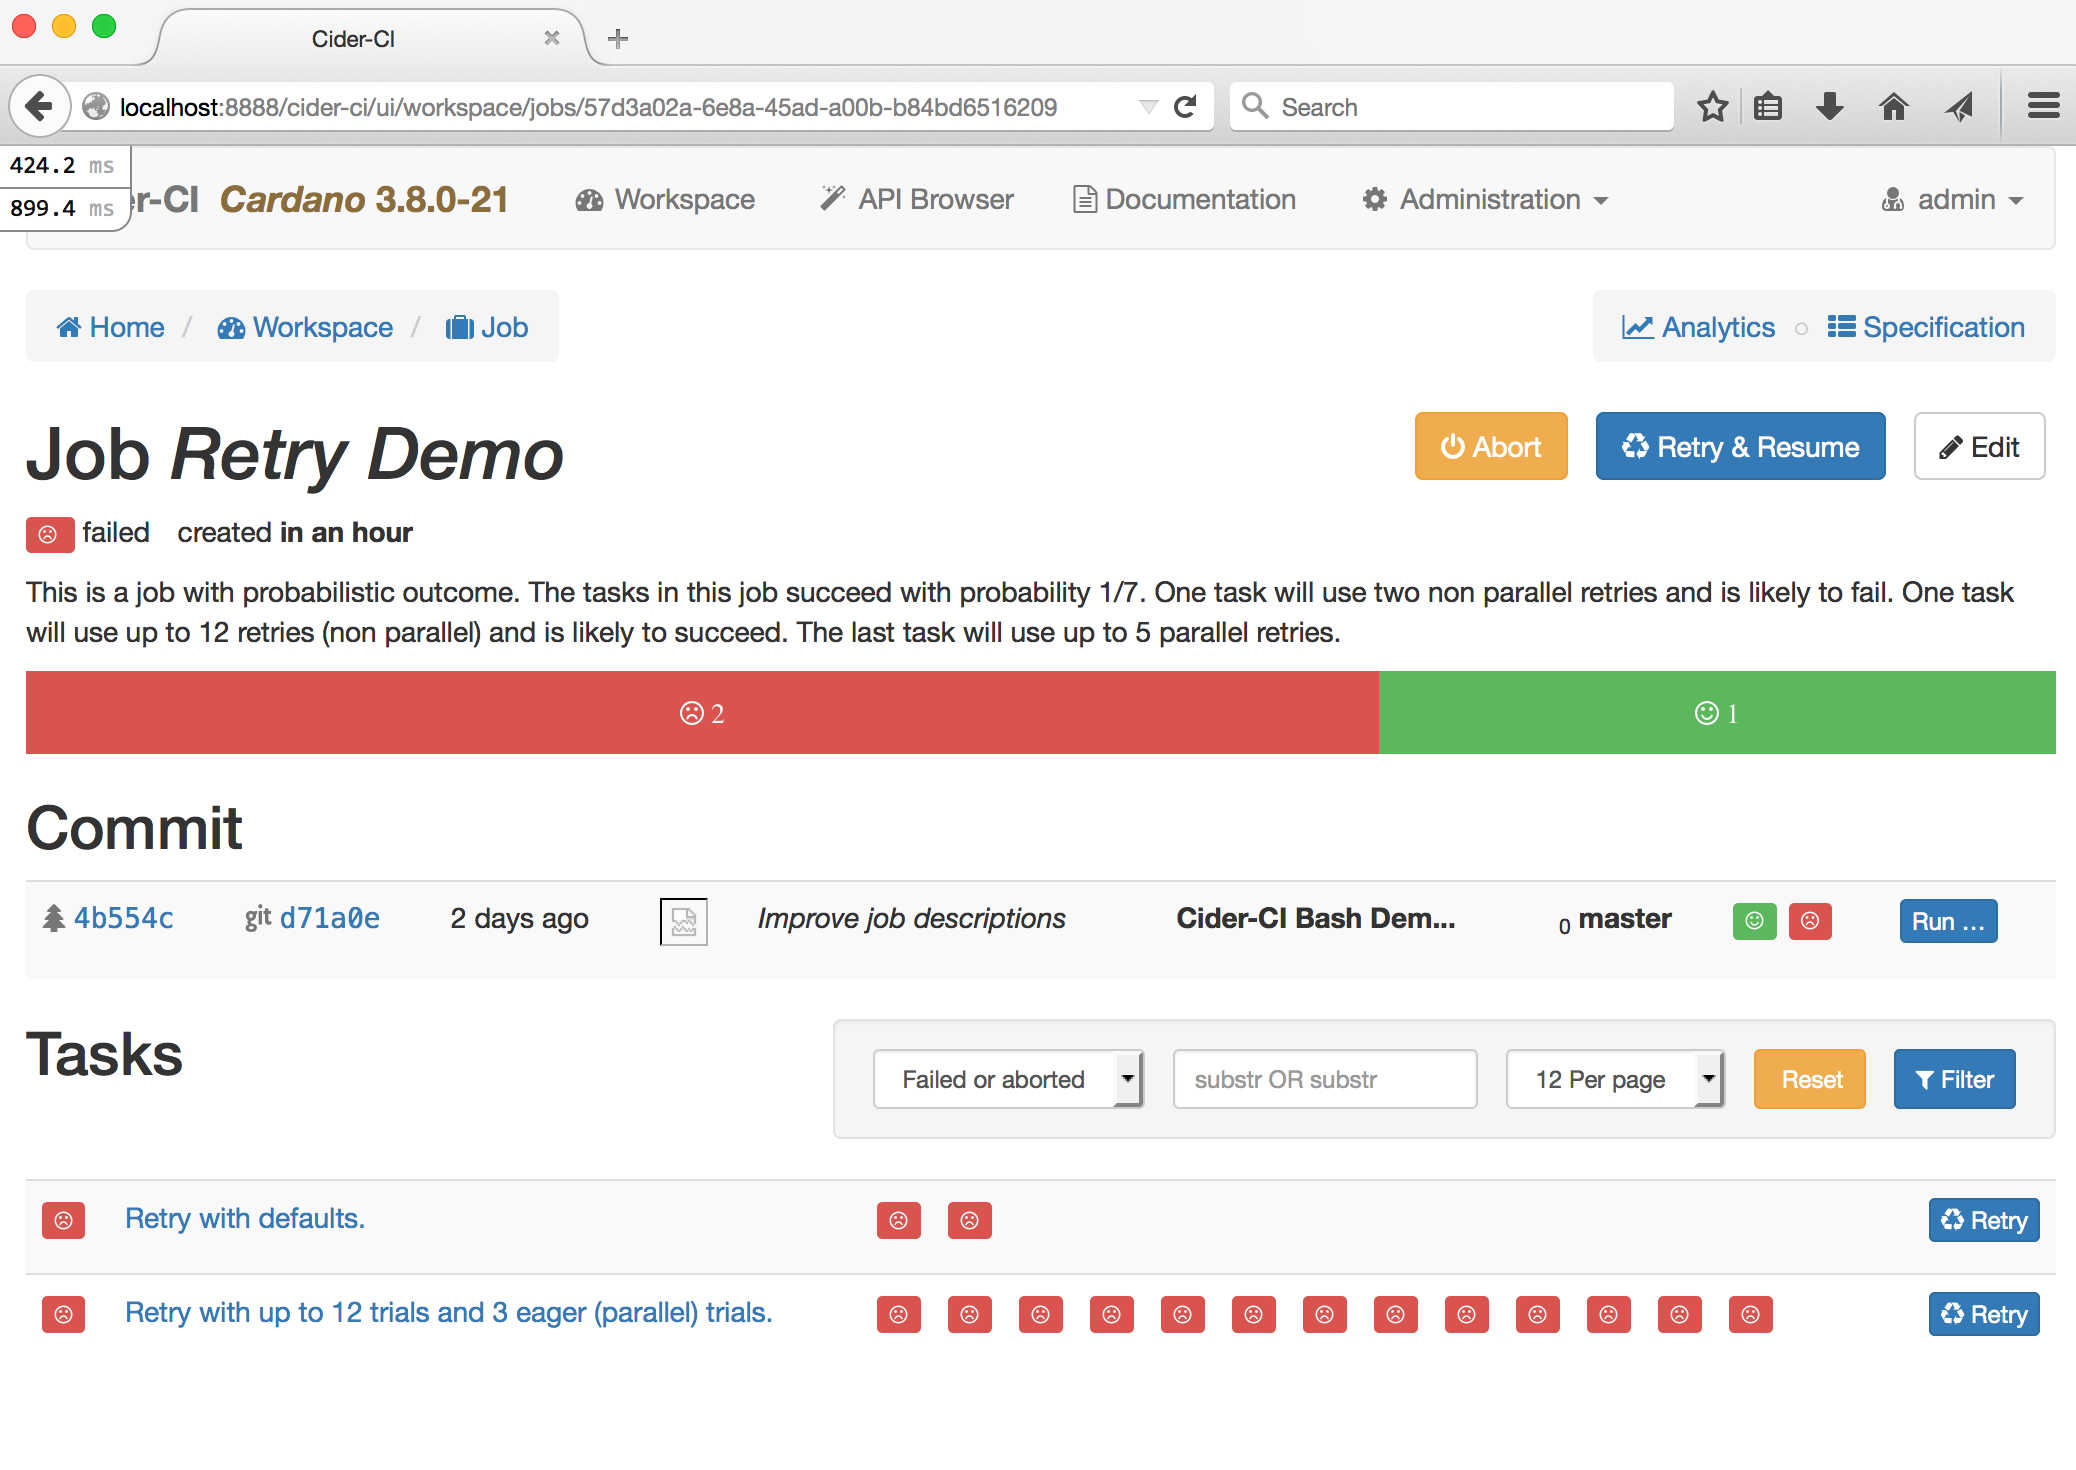 Cider-CI
localhost:8888/cider-ci/ui/workspace/jobs/57d3a02a-6e8a-45ad-a00b-b84bd6516209 Search
424.2 ms
899.4 ms
er-CI Cardano 3.8.0-21 Workspace API Browser Documentation Administration admin
Home / Workspace / Job Analytics Specification
Job Retry Demo Abort Retry & Resume Edit
failed created in an hour
This is a job with probabilistic outcome. The tasks in this job succeed with probability 1/7. One task will use two non parallel retries and is likely to fail. One task
will use up to 12 retries (non parallel) and is likely to succeed. The last task will use up to 5 parallel retries.
2 1
Commit
4b554c git d71a0e 2 days ago Improve job descriptions Cider-CI Bash Dem... 0 master Run ...
Tasks Failed or aborted substr OR substr 12 Per page Reset Filter
Retry with defaults. Retry
Retry with up to 12 trials and 3 eager (parallel) trials. Retry